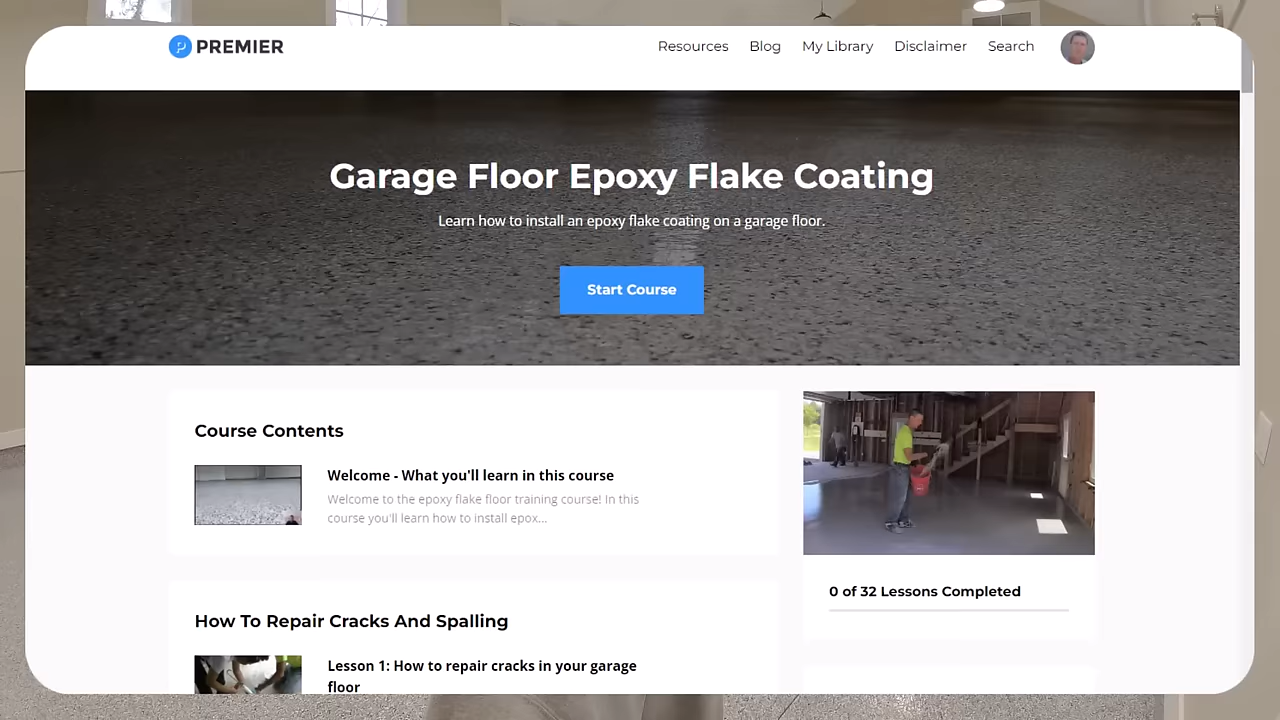 PREMIER
Resources Blog My Library Disclaimer Search
Garage Floor Epoxy Flake Coating
Learn how to install an epoxy flake coating on a garage floor.
Start Course
Course Contents
Welcome - What you'll learn in this course
Welcome to the epoxy flake floor training course! In this
course you'll learn how to install epox...
0 of 32 Lessons Completed
How To Repair Cracks And Spalling
Lesson 1: How to repair cracks in your garage
floor